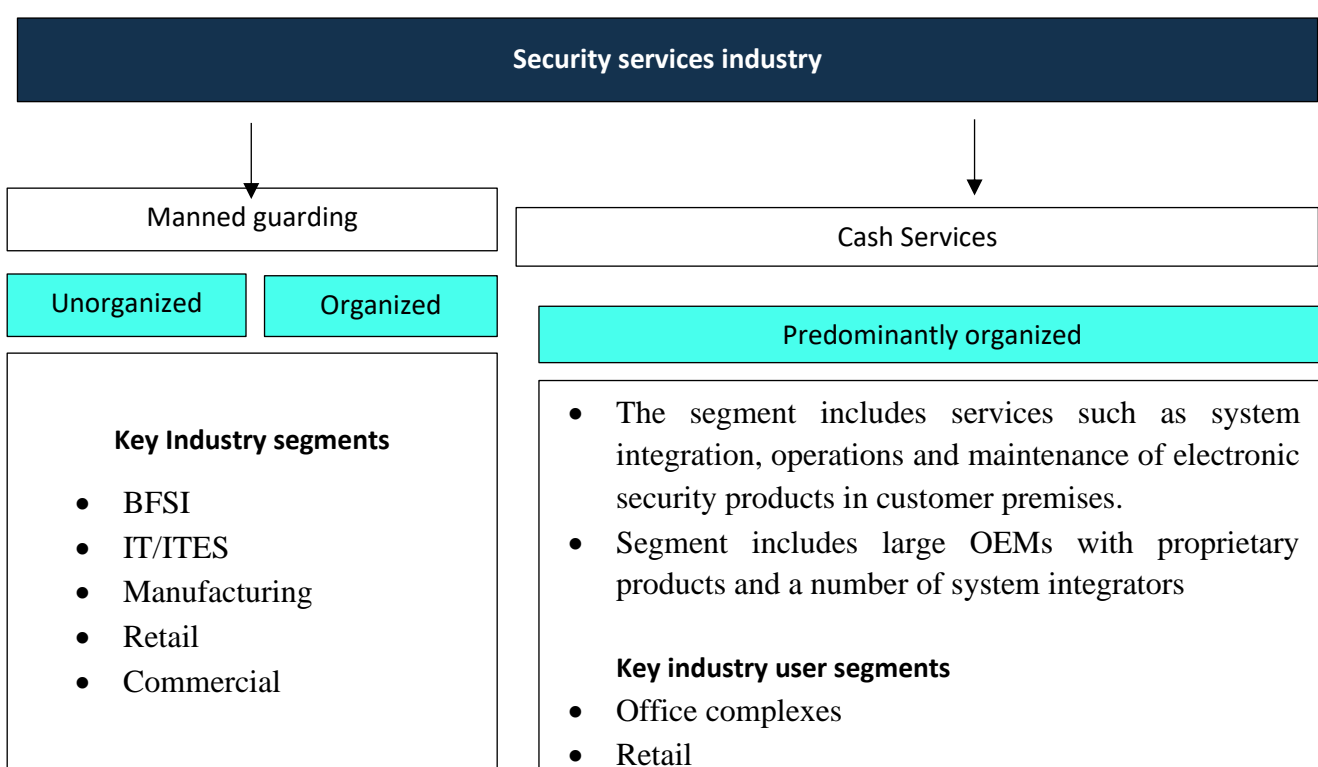 Security services industry
Manned guarding
Cash Services
Unorganized
Organized
Predominantly organized
Key Industry segments
• BFSI
• IT/ITES
• Manufacturing
• Retail
• Commercial
• The segment includes services such as system
integration, operations and maintenance of electronic
security products in customer premises.
• Segment includes large OEMs with proprietary
products and a number of system integrators
Key industry user segments
• Office complexes
• Retail